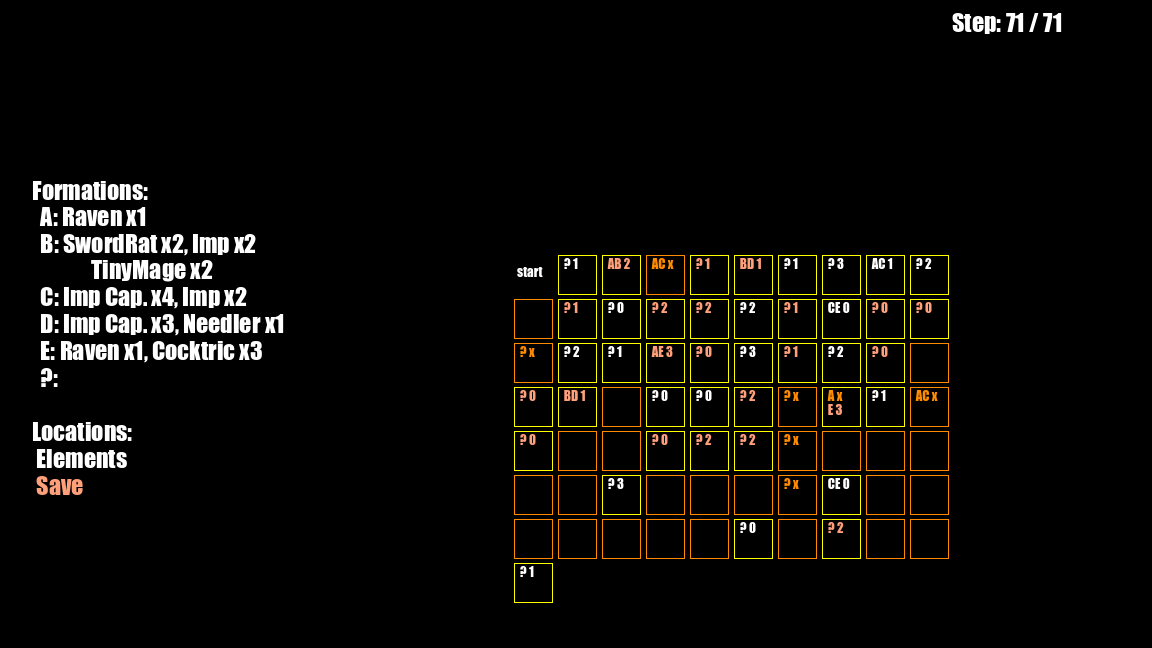 Step: 71 / 71
Formations:
A: Raven x1
B: SwordRat x2, Imp x2
TinyMage x2
C: Imp Cap. x4, Imp x2
D: Imp Cap. x3, Needler x1
E: Raven x1, Cocktric x3
?:
Locations:
Elements
Save
start ? 1 AB 2 AC x ? 1 BD 1 ? 1 ? 3 AC 1 ? 2
? 1 ? 0 ? 2 ? 2 ? 2 ? 1 CE 0 ? 0 ? 0
? x ? 2 ? 1 AE 3 ? 0 ? 3 ? 1 ? 2 ? 0
? 0 BD 1 ? 0 ? 0 ? 2 ? x A x ? 1 AC x
E 3
? 0 ? 0 ? 2 ? 2 ? x
? 3 ? x CE 0
? 0 ? 2
? 1